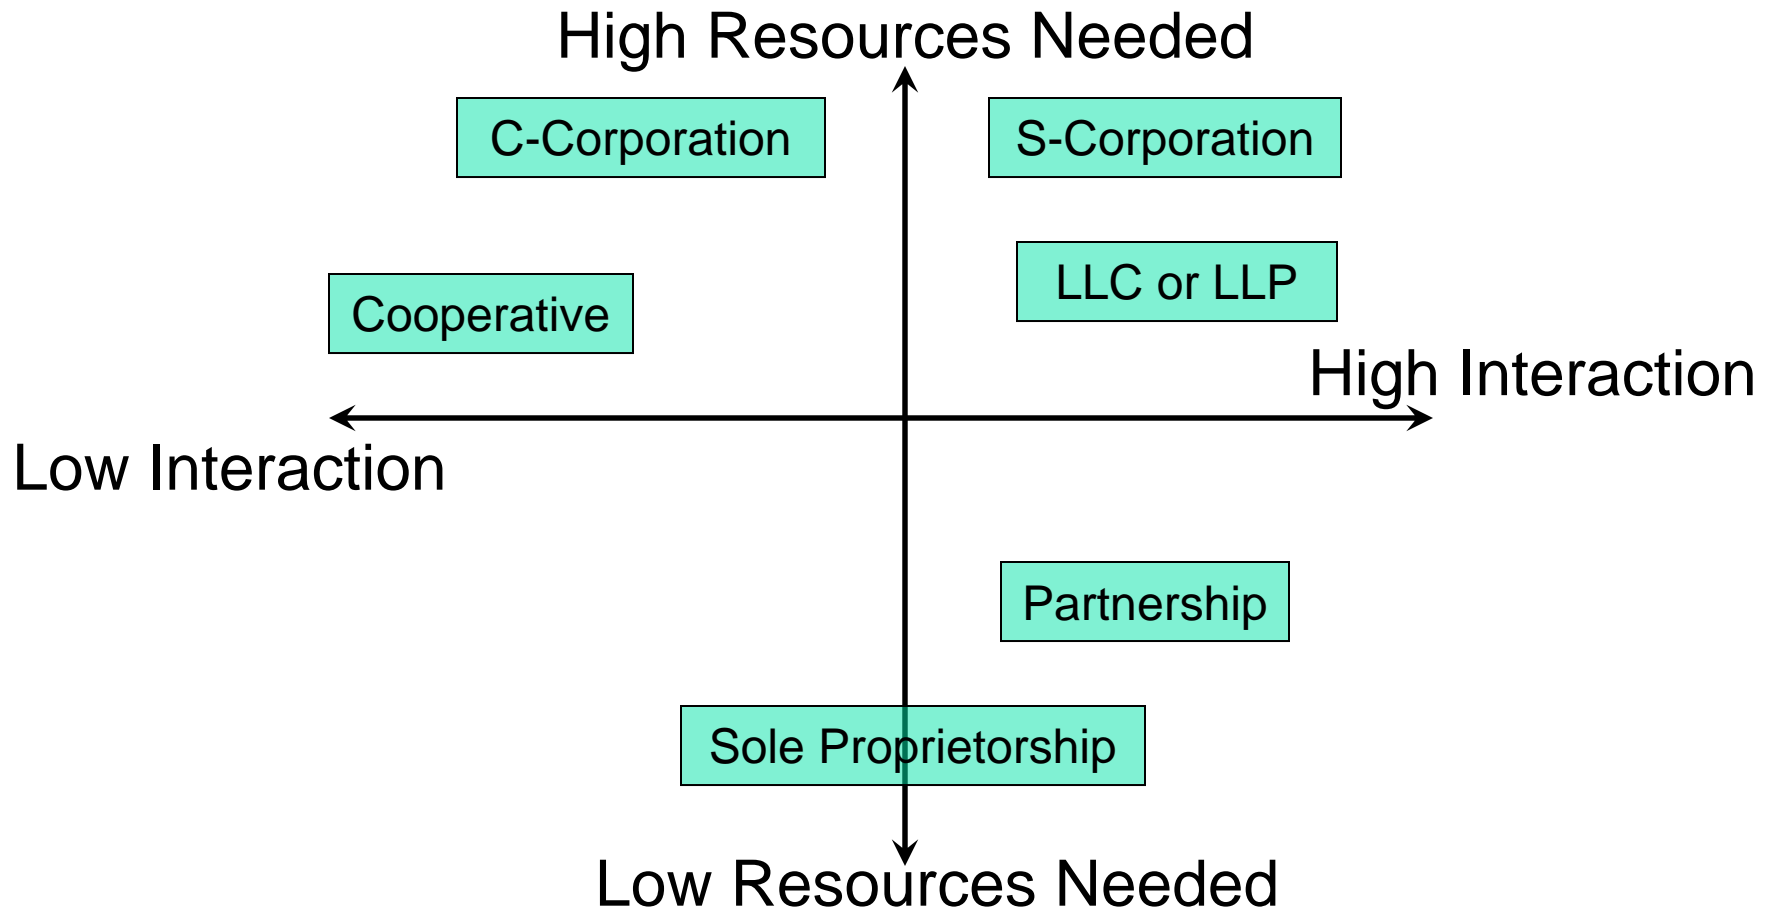 High Resources Needed
C-Corporation
S-Corporation
LLC or LLP
Cooperative
High Interaction
Low Interaction
Partnership
Sole Proprietorship
Low Resources Needed